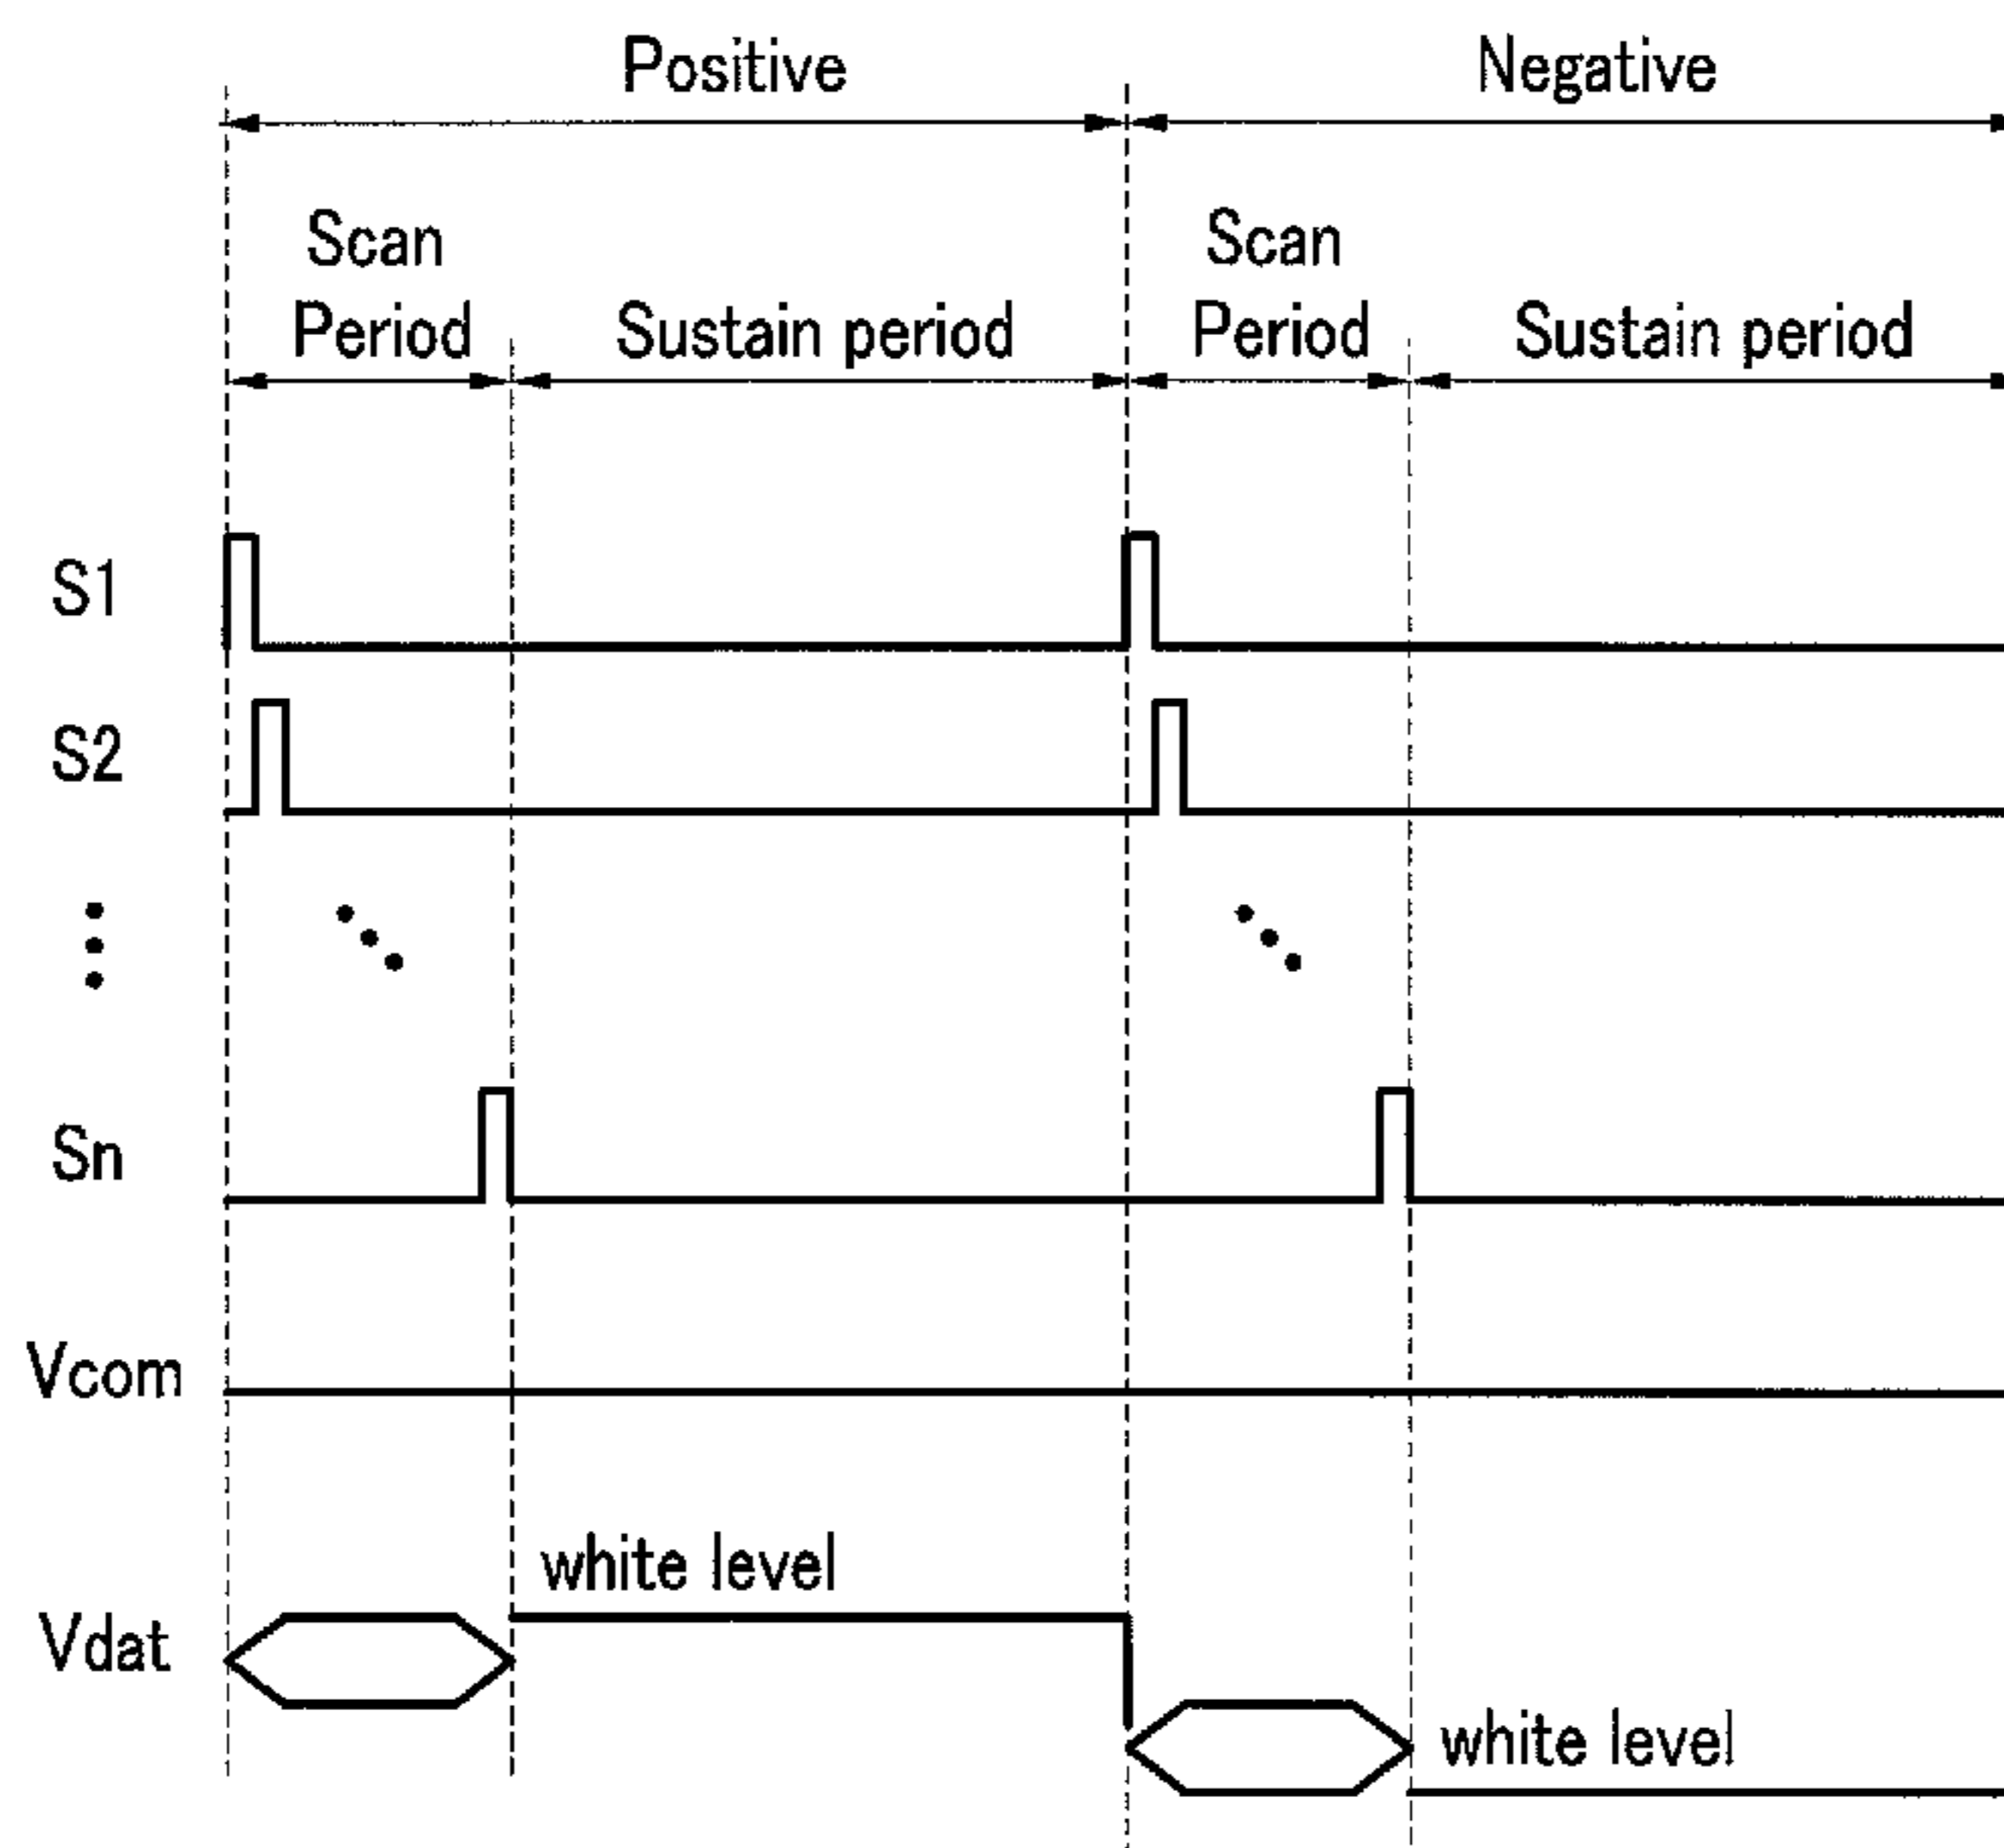 Positive
Negative
Scan
Period
Sustain period
Scan
Period
Sustain period
S1
S2
Sn
Vcom
Vdat
white level
white level